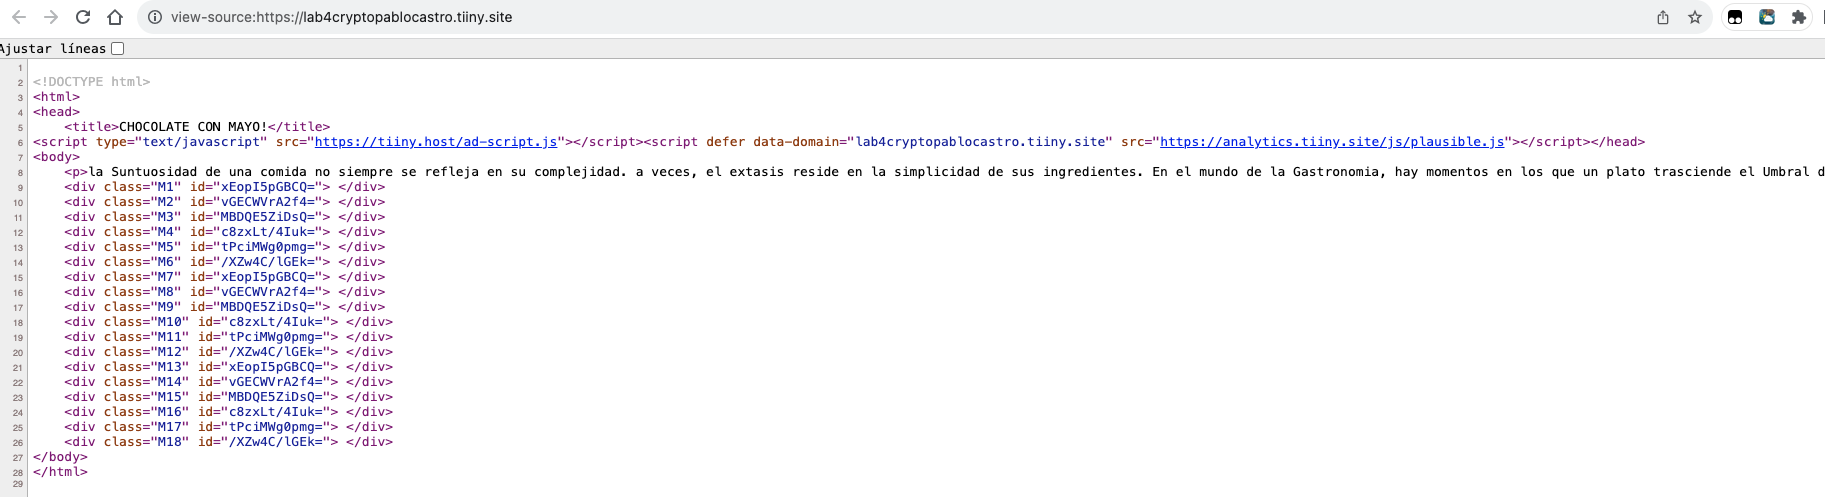 view-source:https://lab4cryptopablocastro.tiiny.site
Ajustar líneas
1
2 <!DOCTYPE html>
3 <html>
4 <head>
5 <title>CHOCOLATE CON MAYO!</title>
6 <script type="text/javascript" src="https://tiiny.host/ad-script.js"></script><script defer data-domain="lab4cryptopablocastro.tiiny.site" src="https://analytics.tiiny.site/js/plausible.js"></script></head>
7 <body>
8 <p>la Suntuosidad de una comida no siempre se refleja en su complejidad. a veces, el extasis reside en la simplicidad de sus ingredientes. En el mundo de la Gastronomia, hay momentos en los que un plato trasciende el Umbral d
9 <div class="M1" id="xEopI5pGBCQ="> </div>
10 <div class="M2" id="vGECWVrA2f4="> </div>
11 <div class="M3" id="MBDQE5ZiDsQ="> </div>
12 <div class="M4" id="c8zxLt/4Iuk="> </div>
13 <div class="M5" id="tPciMWg0pmg="> </div>
14 <div class="M6" id="/XZw4C/lGEk="> </div>
15 <div class="M7" id="xEopI5pGBCQ="> </div>
16 <div class="M8" id="vGECWVrA2f4="> </div>
17 <div class="M9" id="MBDQE5ZiDsQ="> </div>
18 <div class="M10" id="c8zxLt/4Iuk="> </div>
19 <div class="M11" id="tPciMWg0pmg="> </div>
20 <div class="M12" id="/XZw4C/lGEk="> </div>
21 <div class="M13" id="xEopI5pGBCQ="> </div>
22 <div class="M14" id="vGECWVrA2f4="> </div>
23 <div class="M15" id="MBDQE5ZiDsQ="> </div>
24 <div class="M16" id="c8zxLt/4Iuk="> </div>
25 <div class="M17" id="tPciMWg0pmg="> </div>
26 <div class="M18" id="/XZw4C/lGEk="> </div>
27 </body>
28 </html>
29